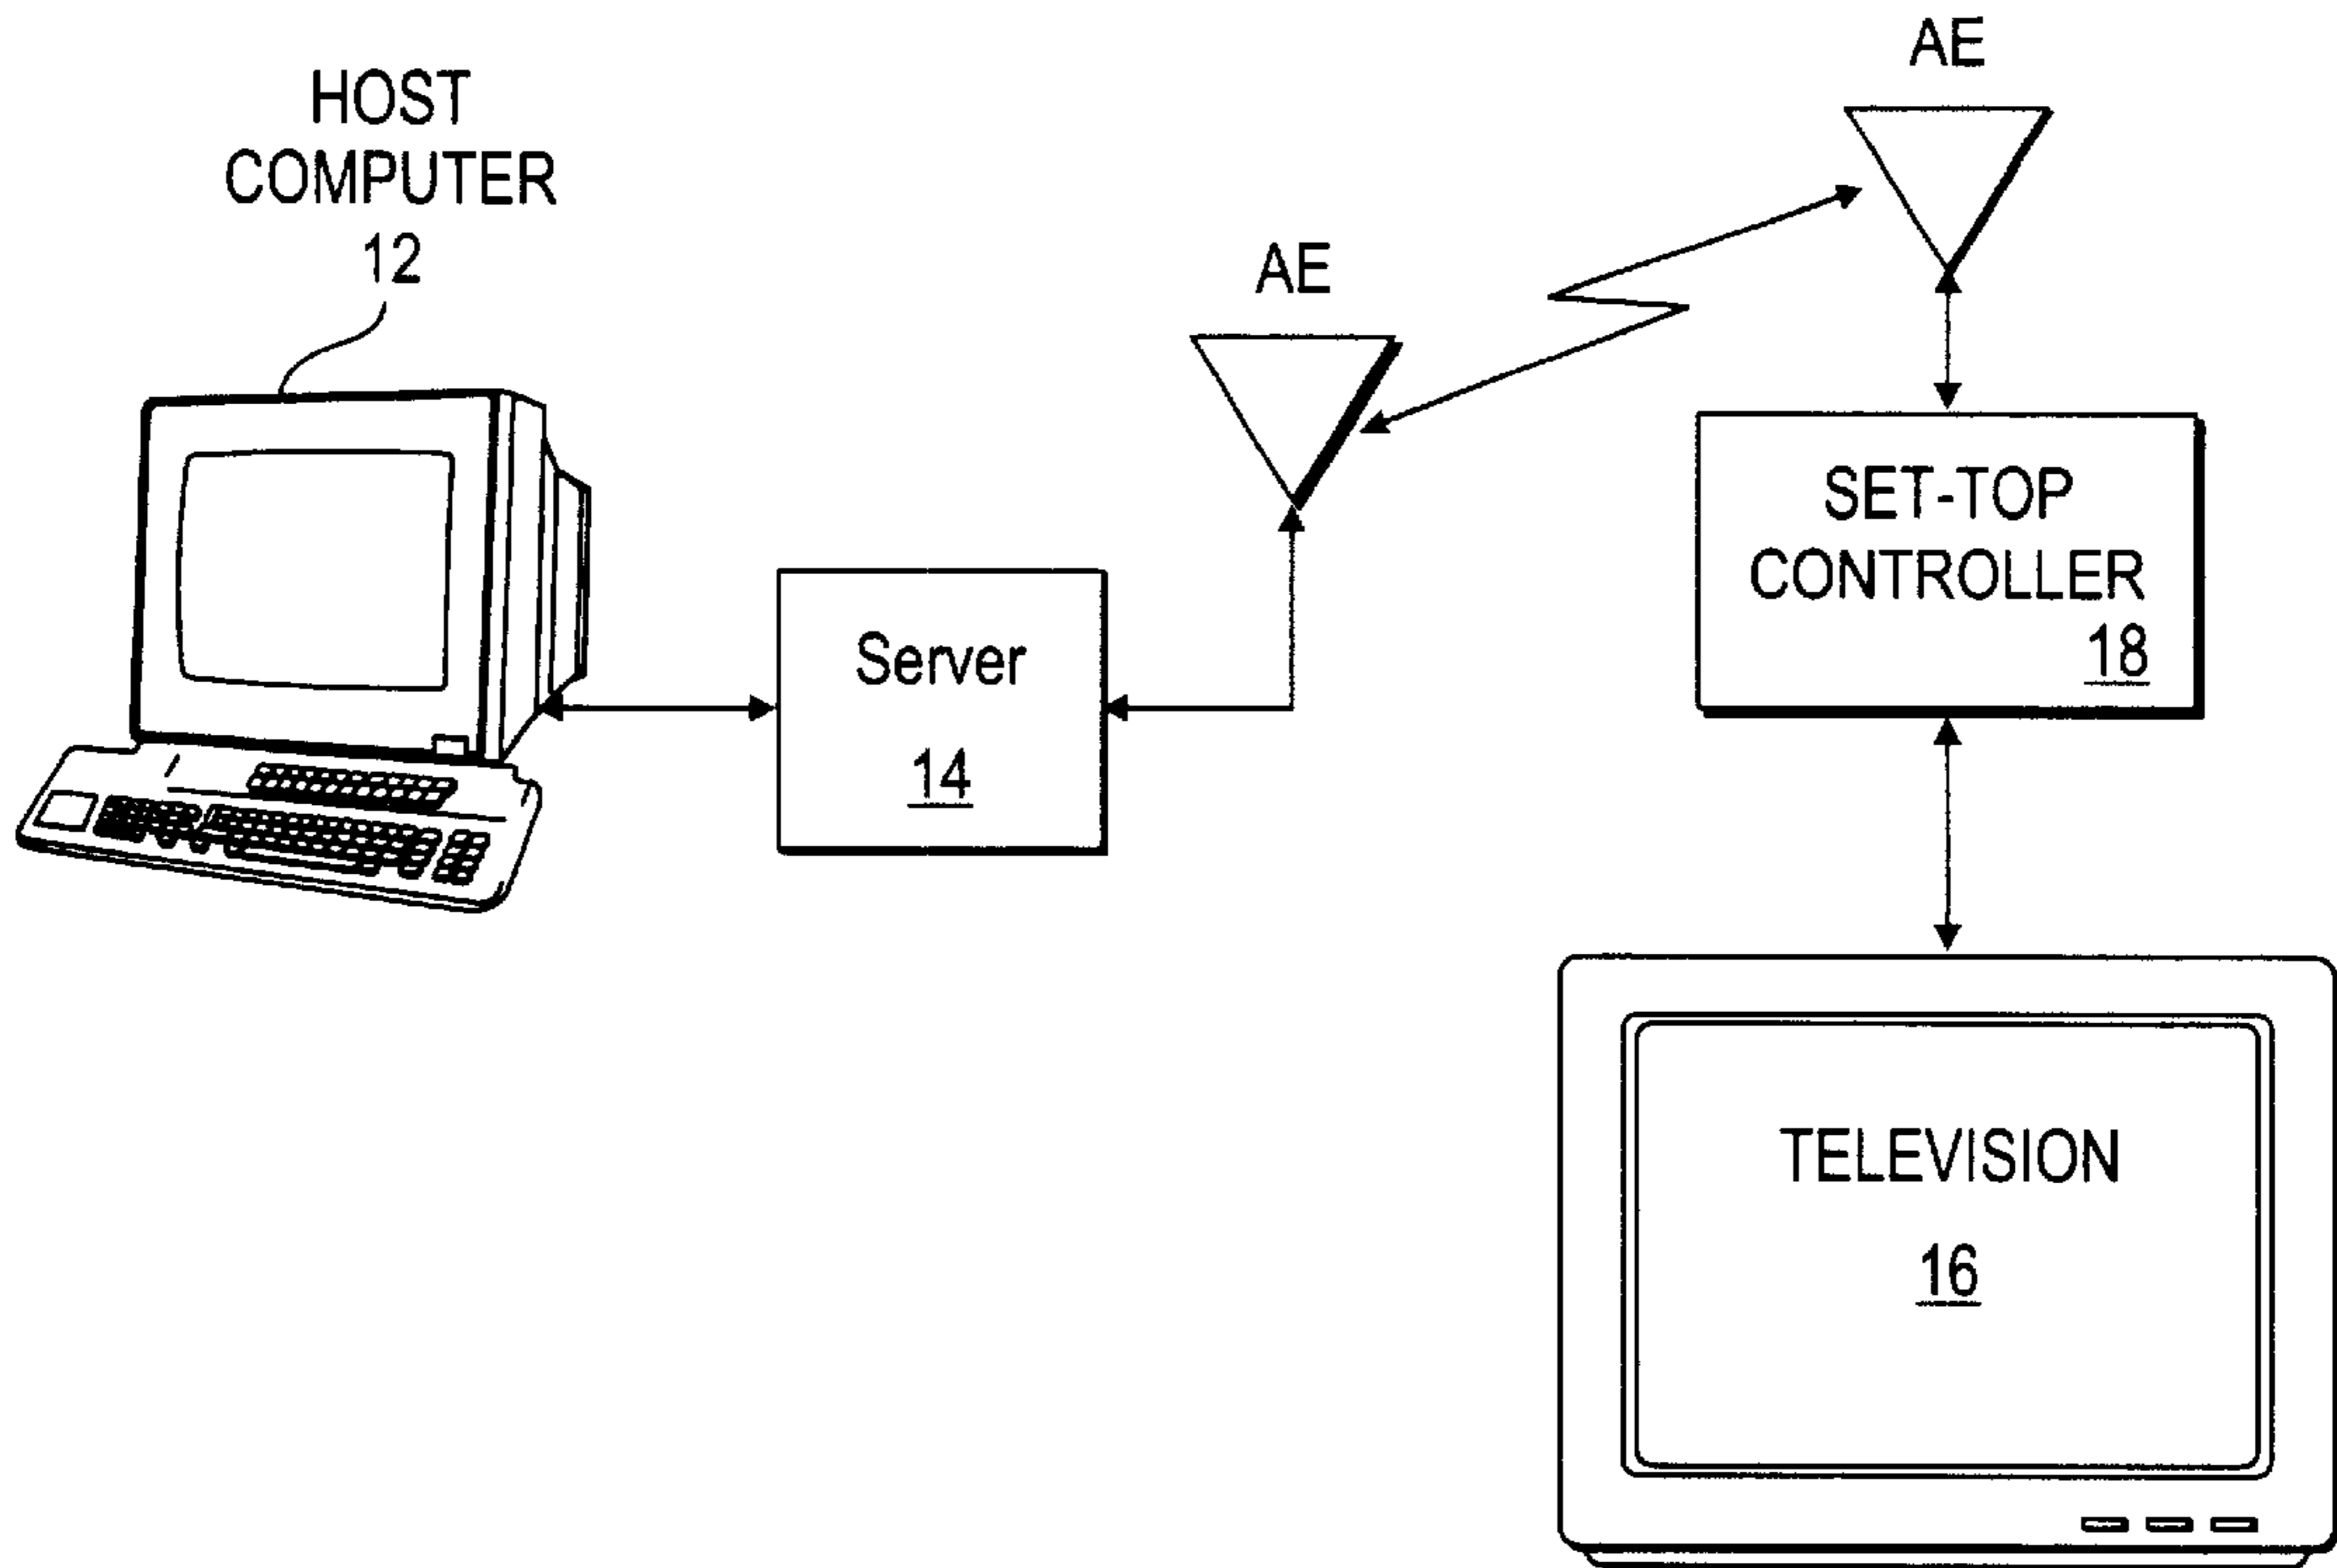 HOST
COMPUTER
12
AE
AE
Server
14
SET-TOP
CONTROLLER
18
TELEVISION
16